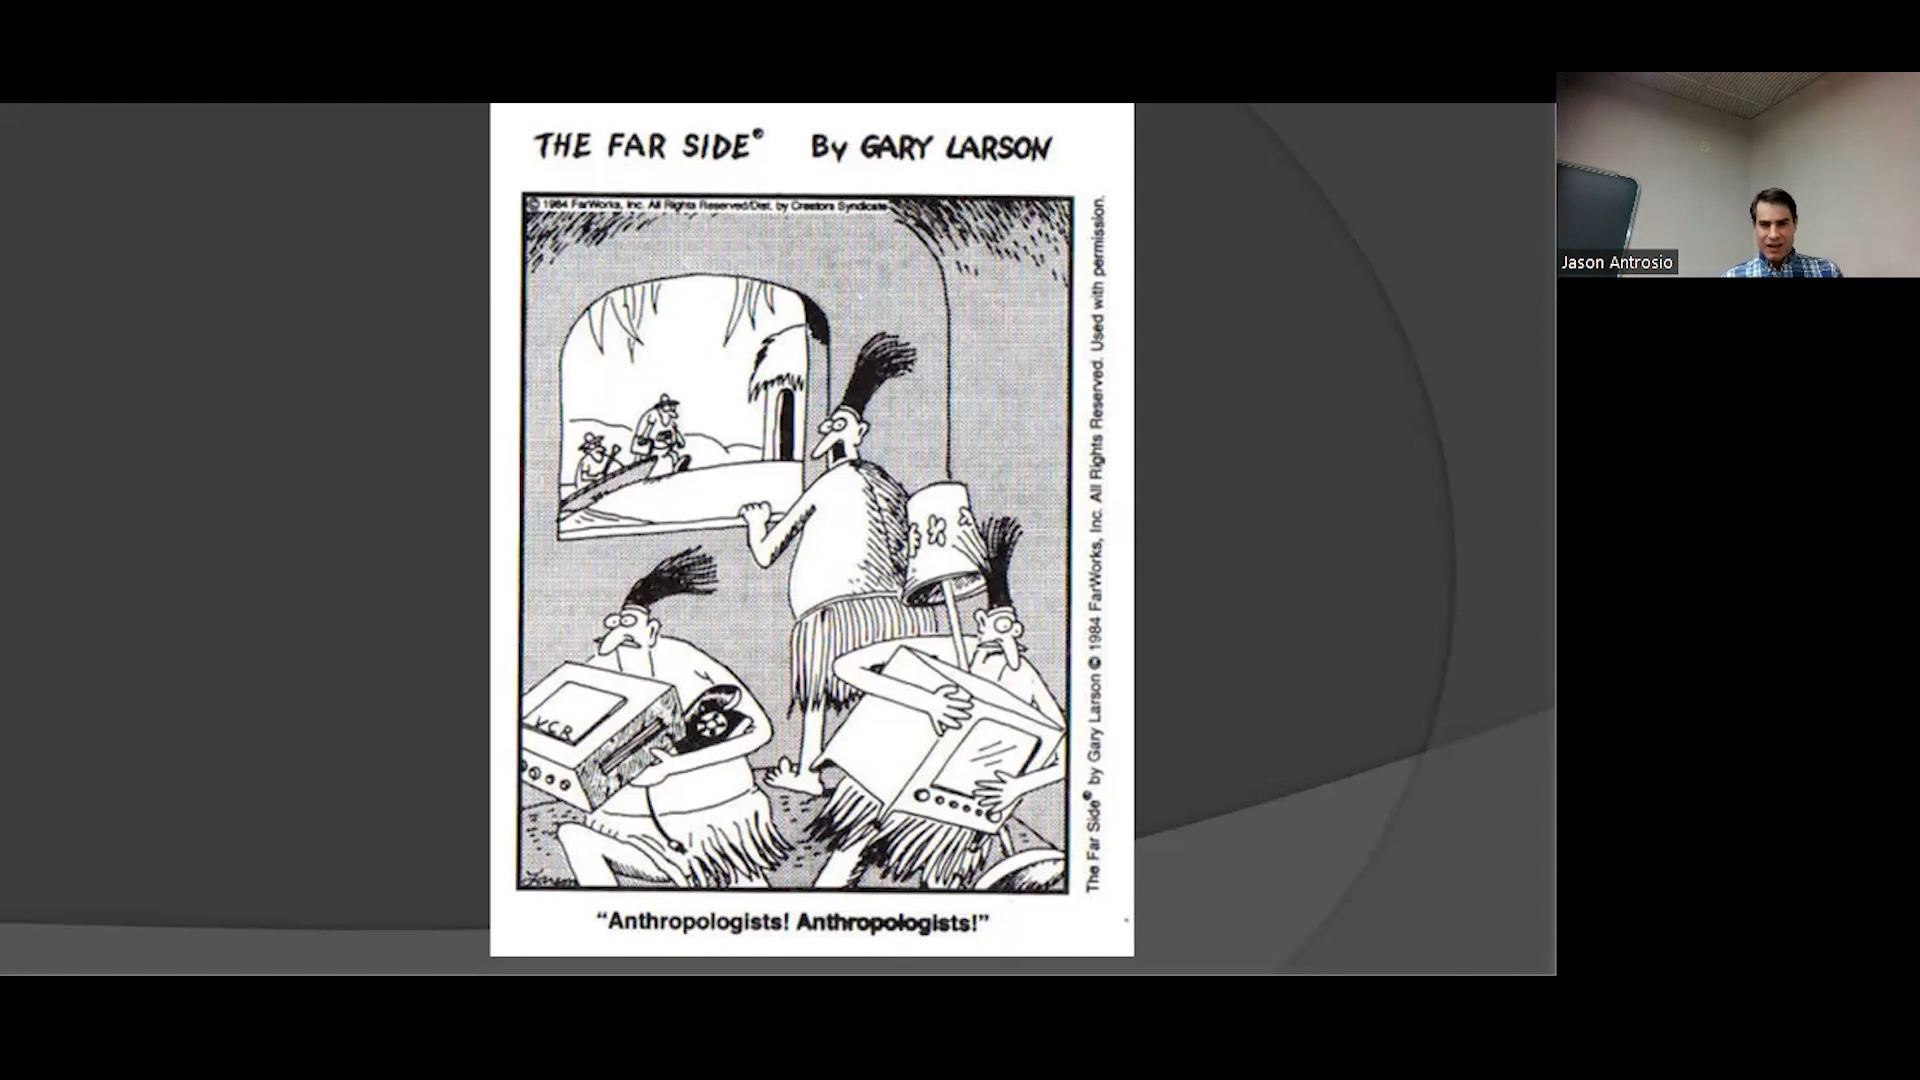 THE FAR SIDE® By GARY LARSON
© 1984 FarWorks, Inc. All Rights Reserved/Dist. by Creators Syndicate
VCR
Larson
The Far Side® by Gary Larson © 1984 FarWorks, Inc. All Rights Reserved. Used with permission.
"Anthropologists! Anthropologists!"
Jason Antrosio